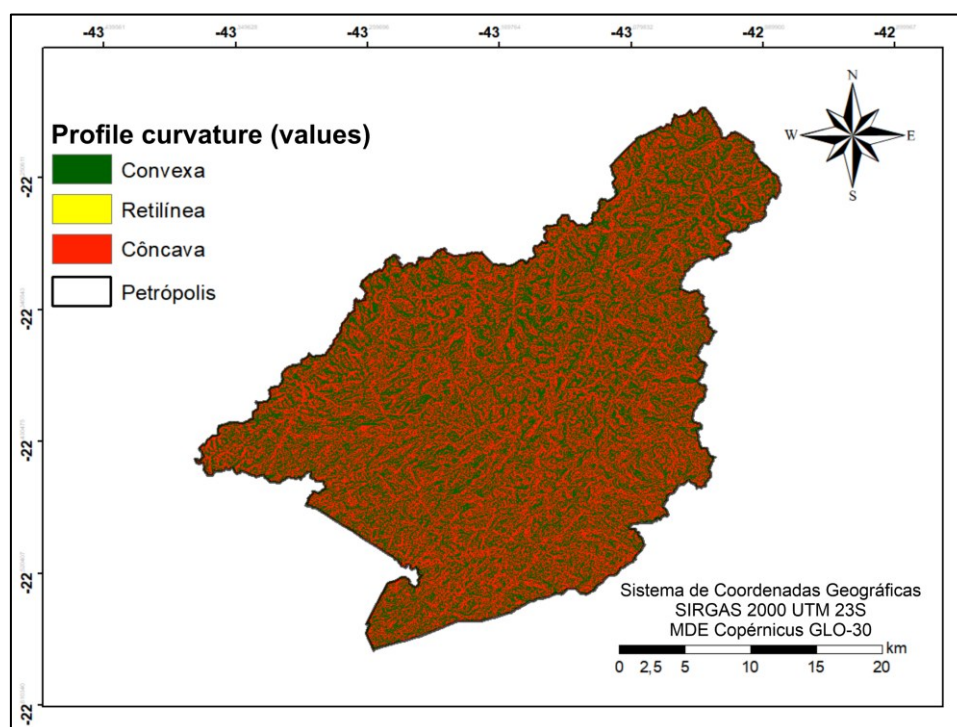 -43 -43 -43 -43 -43 -42 -42
N
W E
S
Profile curvature (values)
Convexa
Retilínea
Côncava
Petrópolis
-22
-22
-22
-22
-22
Sistema de Coordenadas Geográficas
SIRGAS 2000 UTM 23S
MDE Copérnicus GLO-30
km
0 2,5 5 10 15 20